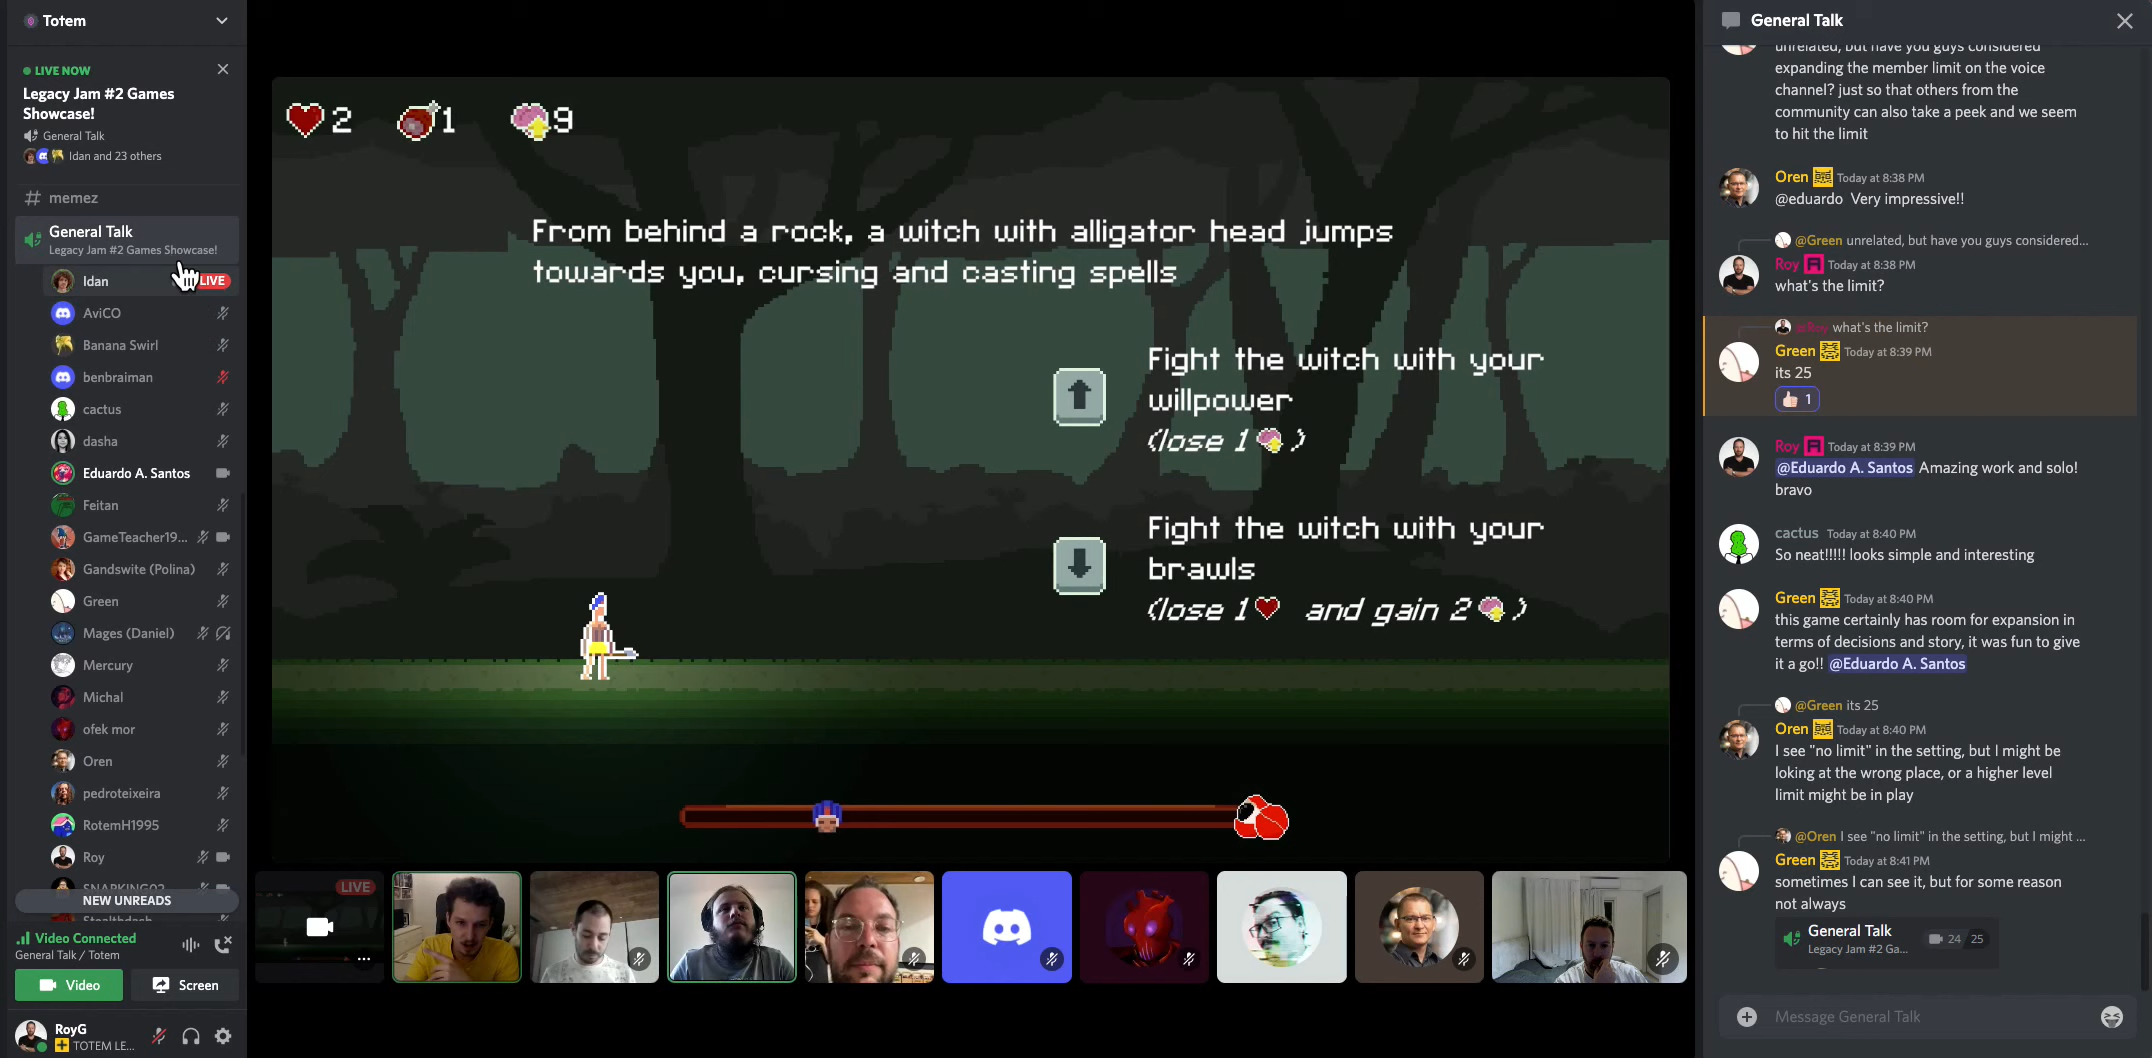 Totem
LIVE NOW
Legacy Jam #2 Games
Showcase!
General Talk
Idan and 23 others
memez
General Talk
Legacy Jam #2 Games Showcase!
Idan
LIVE
AviCO
Banana Swirl
benbraiman
cactus
dasha
Eduardo A. Santos
Feitan
GameTeacher19...
Gandswite (Polina)
Green
Mages (Daniel)
Mercury
Michal
ofek mor
Oren
pedroteixeira
RotemH1995
Roy
NEW UNREADS
Video Connected
General Talk / Totem
Video
Screen
RoyG
TOTEM LE...
2
1
9
From behind a rock, a witch with alligator head jumps
towards you, cursing and casting spells
Fight the witch with your
willpower
(lose 1 )
Fight the witch with your
brawls
(lose 1 and gain 2 )
LIVE
General Talk
unrelated, but have you guys considered
expanding the member limit on the voice
channel? just so that others from the
community can also take a peek and we seem
to hit the limit
Oren Today at 8:38 PM
@eduardo Very impressive!!
@Green unrelated, but have you guys considered...
Roy Today at 8:38 PM
what's the limit?
@Roy what's the limit?
Green Today at 8:39 PM
its 25
1
Roy Today at 8:39 PM
@Eduardo A. Santos Amazing work and solo!
bravo
cactus Today at 8:40 PM
So neat!!!!! looks simple and interesting
Green Today at 8:40 PM
this game certainly has room for expansion in
terms of decisions and story, it was fun to give
it a go!! @Eduardo A. Santos
@Green its 25
Oren Today at 8:40 PM
I see "no limit" in the setting, but I might be
loking at the wrong place, or a higher level
limit might be in play
@Oren I see "no limit" in the setting, but I might ...
Green Today at 8:41 PM
sometimes I can see it, but for some reason
not always
General Talk
Legacy Jam #2 Ga...
24 25
Message General Talk